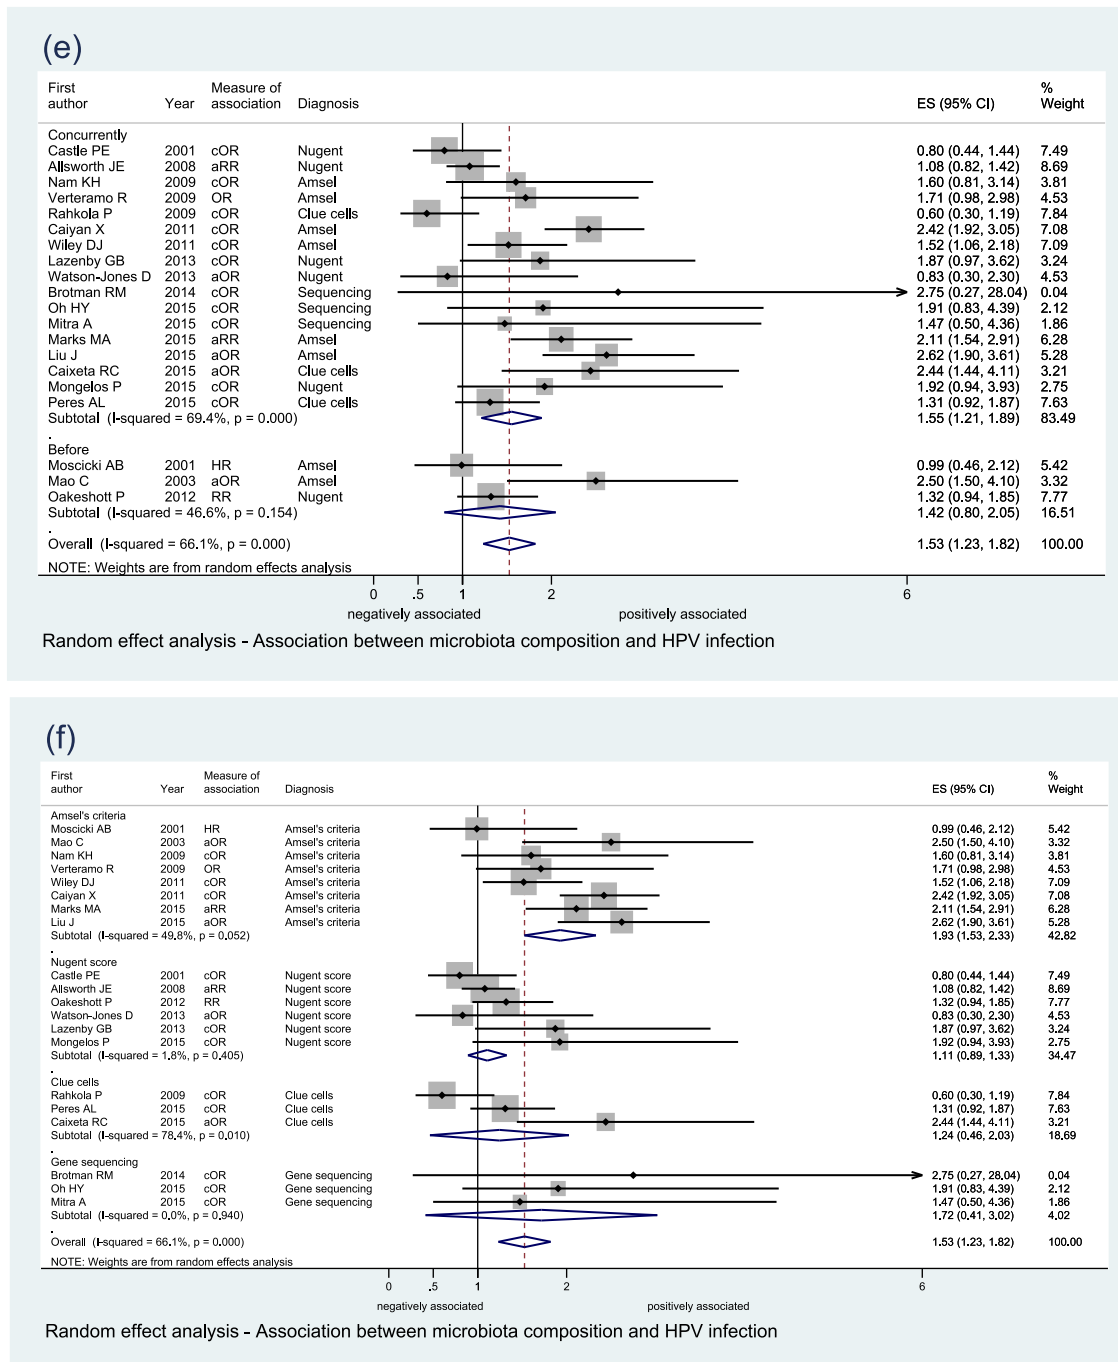 (e)
First author Year Measure of association Diagnosis ES (95% CI) % Weight
Concurrently
Castle PE 2001 cOR Nugent 0.80 (0.44, 1.44) 7.49
Allsworth JE 2008 aRR Nugent 1.08 (0.82, 1.42) 8.69
Nam KH 2009 cOR Amsel 1.60 (0.81, 3.14) 3.81
Verteramo R 2009 OR Amsel 1.71 (0.98, 2.98) 4.53
Rahkola P 2009 cOR Clue cells 0.60 (0.30, 1.19) 7.84
Caiyan X 2011 cOR Amsel 2.42 (1.92, 3.05) 7.08
Wiley DJ 2011 cOR Amsel 1.52 (1.06, 2.18) 7.09
Lazenby GB 2013 cOR Nugent 1.87 (0.97, 3.62) 3.24
Watson-Jones D 2013 aOR Nugent 0.83 (0.30, 2.30) 4.53
Brotman RM 2014 cOR Sequencing 2.75 (0.27, 28.04) 0.04
Oh HY 2015 cOR Sequencing 1.91 (0.83, 4.39) 2.12
Mitra A 2015 cOR Sequencing 1.47 (0.50, 4.36) 1.86
Marks MA 2015 aRR Amsel 2.11 (1.54, 2.91) 6.28
Liu J 2015 aOR Amsel 2.62 (1.90, 3.61) 5.28
Caixeta RC 2015 aOR Clue cells 2.44 (1.44, 4.11) 3.21
Mongelos P 2015 cOR Nugent 1.92 (0.94, 3.93) 2.75
Peres AL 2015 cOR Clue cells 1.31 (0.92, 1.87) 7.63
Subtotal (I-squared = 69.4%, p = 0.000) 1.55 (1.21, 1.89) 83.49
.
Before
Moscicki AB 2001 HR Amsel 0.99 (0.46, 2.12) 5.42
Mao C 2003 aOR Amsel 2.50 (1.50, 4.10) 3.32
Oakeshott P 2012 RR Nugent 1.32 (0.94, 1.85) 7.77
Subtotal (I-squared = 46.6%, p = 0.154) 1.42 (0.80, 2.05) 16.51
.
Overall (I-squared = 66.1%, p = 0.000) 1.53 (1.23, 1.82) 100.00
NOTE: Weights are from random effects analysis
0 .5 1 2 6
negatively associated positively associated
Random effect analysis - Association between microbiota composition and HPV infection
(f)
First author Year Measure of association Diagnosis ES (95% CI) % Weight
Amsel's criteria
Moscicki AB 2001 HR Amsel's criteria 0.99 (0.46, 2.12) 5.42
Mao C 2003 aOR Amsel's criteria 2.50 (1.50, 4.10) 3.32
Nam KH 2009 cOR Amsel's criteria 1.60 (0.81, 3.14) 3.81
Verteramo R 2009 OR Amsel's criteria 1.71 (0.98, 2.98) 4.53
Wiley DJ 2011 cOR Amsel's criteria 1.52 (1.06, 2.18) 7.09
Caiyan X 2011 cOR Amsel's criteria 2.42 (1.92, 3.05) 7.08
Marks MA 2015 aRR Amsel's criteria 2.11 (1.54, 2.91) 6.28
Liu J 2015 aOR Amsel's criteria 2.62 (1.90, 3.61) 5.28
Subtotal (I-squared = 49.8%, p = 0.052) 1.93 (1.53, 2.33) 42.82
.
Nugent score
Castle PE 2001 cOR Nugent score 0.80 (0.44, 1.44) 7.49
Allsworth JE 2008 aRR Nugent score 1.08 (0.82, 1.42) 8.69
Oakeshott P 2012 RR Nugent score 1.32 (0.94, 1.85) 7.77
Watson-Jones D 2013 aOR Nugent score 0.83 (0.30, 2.30) 4.53
Lazenby GB 2013 cOR Nugent score 1.87 (0.97, 3.62) 3.24
Mongelos P 2015 cOR Nugent score 1.92 (0.94, 3.93) 2.75
Subtotal (I-squared = 1.8%, p = 0.405) 1.11 (0.89, 1.33) 34.47
.
Clue cells
Rahkola P 2009 cOR Clue cells 0.60 (0.30, 1.19) 7.84
Peres AL 2015 cOR Clue cells 1.31 (0.92, 1.87) 7.63
Caixeta RC 2015 aOR Clue cells 2.44 (1.44, 4.11) 3.21
Subtotal (I-squared = 78.4%, p = 0.010) 1.24 (0.46, 2.03) 18.69
.
Gene sequencing
Brotman RM 2014 cOR Gene sequencing 2.75 (0.27, 28.04) 0.04
Oh HY 2015 cOR Gene sequencing 1.91 (0.83, 4.39) 2.12
Mitra A 2015 cOR Gene sequencing 1.47 (0.50, 4.36) 1.86
Subtotal (I-squared = 0.0%, p = 0.940) 1.72 (0.41, 3.02) 4.02
.
Overall (I-squared = 66.1%, p = 0.000) 1.53 (1.23, 1.82) 100.00
NOTE: Weights are from random effects analysis
0 .5 1 2 6
negatively associated positively associated
Random effect analysis - Association between microbiota composition and HPV infection